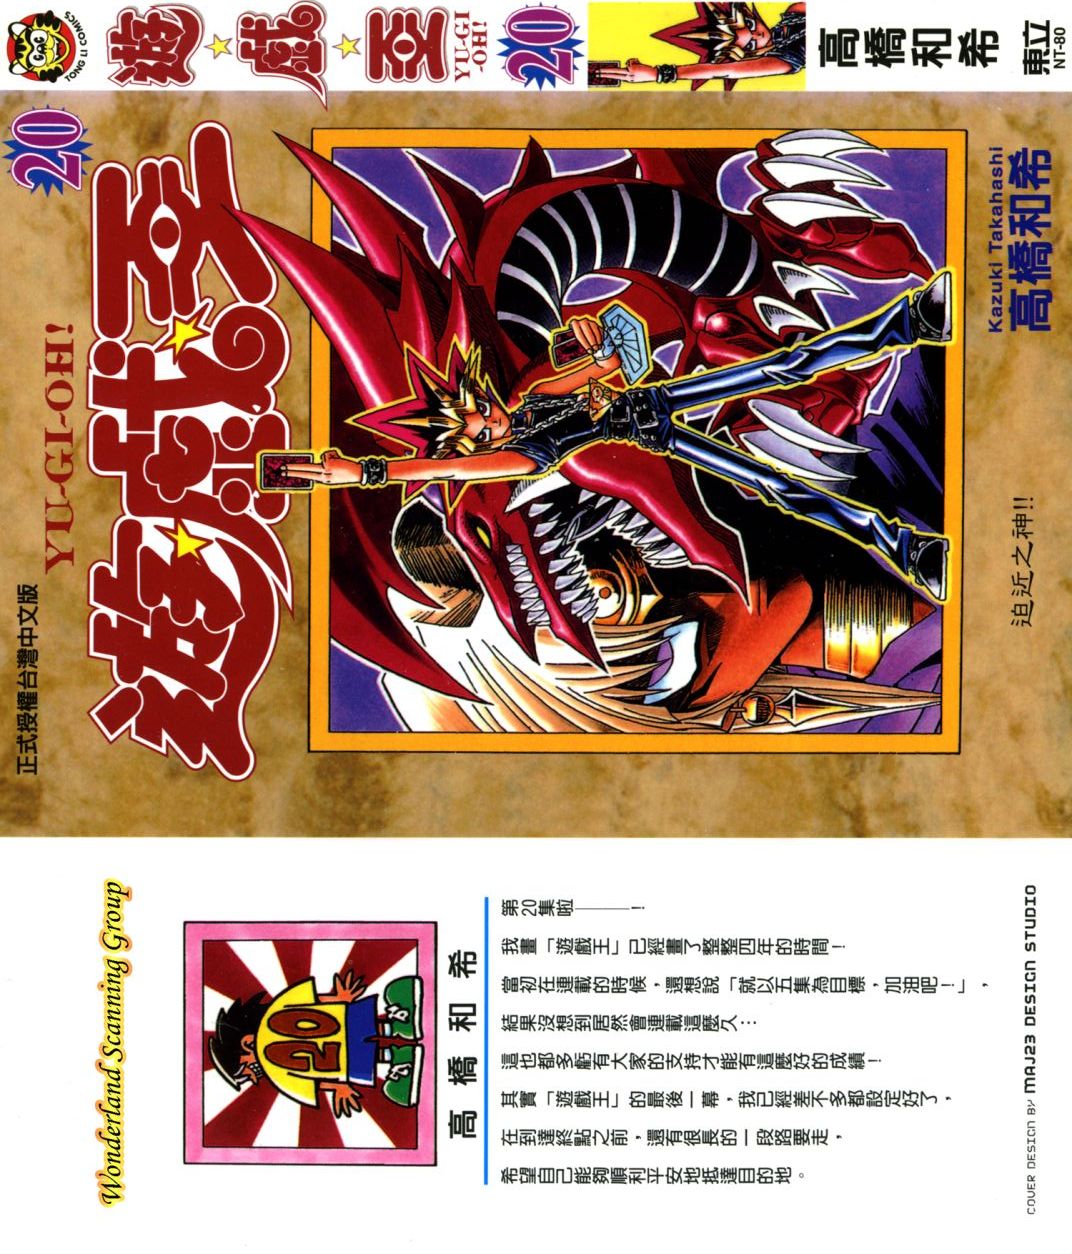 TONG LI COMICS
遊☆戲☆王
YU-GI
-OH!
20
高橋和希
東立
NT-80
20
正式授權台灣中文版
YU-GI-OH!
遊☆戲☆王
Kazuki Takahashi
高橋和希
迫近之神!!
Wonderland Scanning Group
20
高橋和希
第20集啦———!
我畫「遊戲王」已經畫了整整四年的時間!
當初在連載的時候，還想說「就以五集為目標，加油吧!」，
結果沒想到居然會連載這麼久…
這也都多虧有大家的支持才能有這麼好的成績!
其實「遊戲王」的最後一幕，我已經差不多都設定好了，
在到達終點之前，還有很長的一段路要走，
希望自己能夠順利平安地抵達目的地。
COVER DESIGN BY MAJ23 DESIGN STUDIO